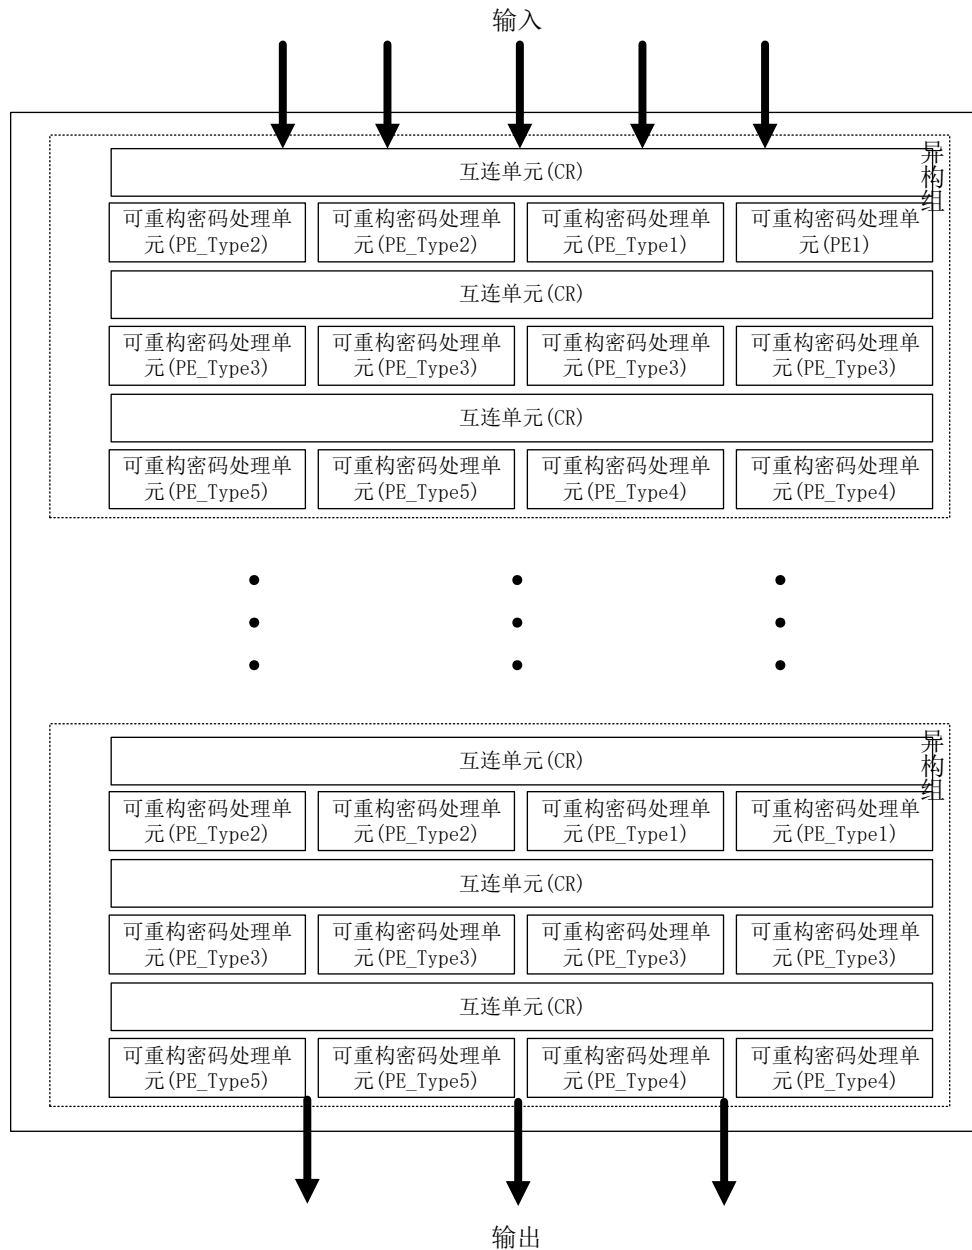 输入
异构组
互连单元(CR)
可重构密码处理单
元(PE_Type2)
可重构密码处理单
元(PE_Type2)
可重构密码处理单
元(PE_Type1)
可重构密码处理单
元(PE1)
互连单元(CR)
可重构密码处理单
元(PE_Type3)
可重构密码处理单
元(PE_Type3)
可重构密码处理单
元(PE_Type3)
可重构密码处理单
元(PE_Type3)
互连单元(CR)
可重构密码处理单
元(PE_Type5)
可重构密码处理单
元(PE_Type5)
可重构密码处理单
元(PE_Type4)
可重构密码处理单
元(PE_Type4)
异构组
互连单元(CR)
可重构密码处理单
元(PE_Type2)
可重构密码处理单
元(PE_Type2)
可重构密码处理单
元(PE_Type1)
可重构密码处理单
元(PE_Type1)
互连单元(CR)
可重构密码处理单
元(PE_Type3)
可重构密码处理单
元(PE_Type3)
可重构密码处理单
元(PE_Type3)
可重构密码处理单
元(PE_Type3)
互连单元(CR)
可重构密码处理单
元(PE_Type5)
可重构密码处理单
元(PE_Type5)
可重构密码处理单
元(PE_Type4)
可重构密码处理单
元(PE_Type4)
输出